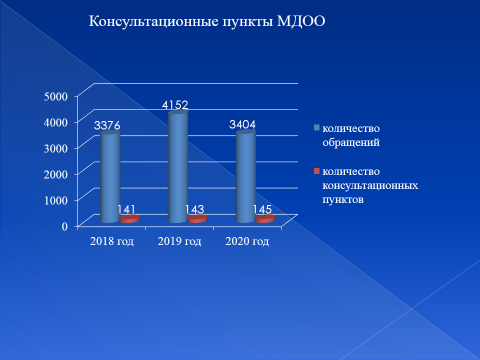 Консультационные пункты МДОО
5000
4000
3000
2000
1000
0
3376
4152
3404
141
143
145
2018 год
2019 год
2020 год
количество
обращений
количество
консультационных
пунктов